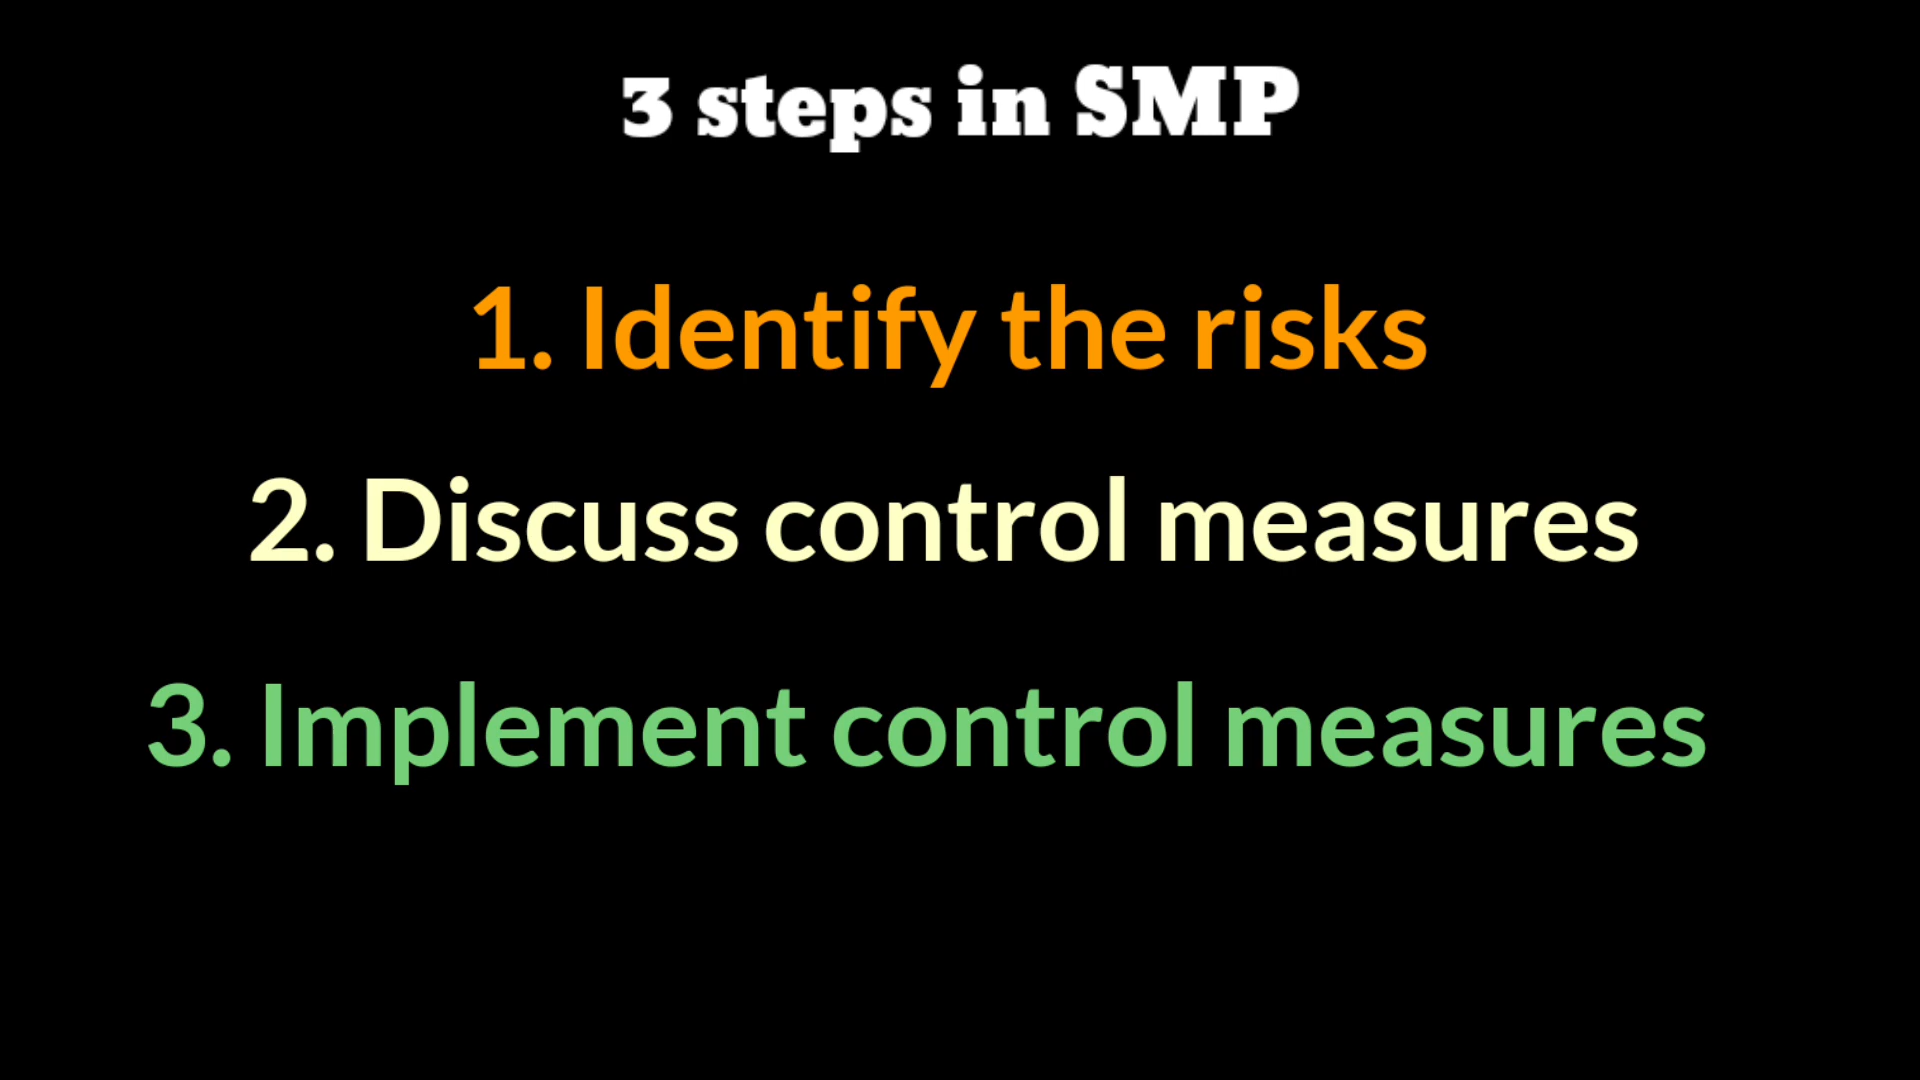 3 steps in SMP
1. Identify the risks
2. Discuss control measures
3. Implement control measures